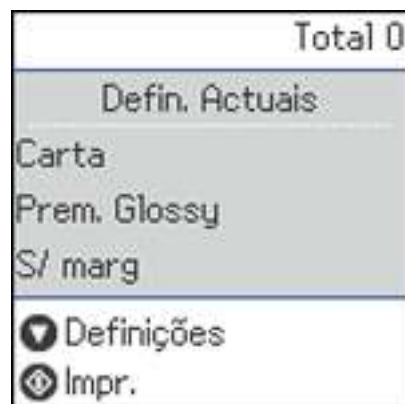 Total 0
Defin. Actuais
Carta
Prem. Glossy
S/ marg
Definições
Impr.